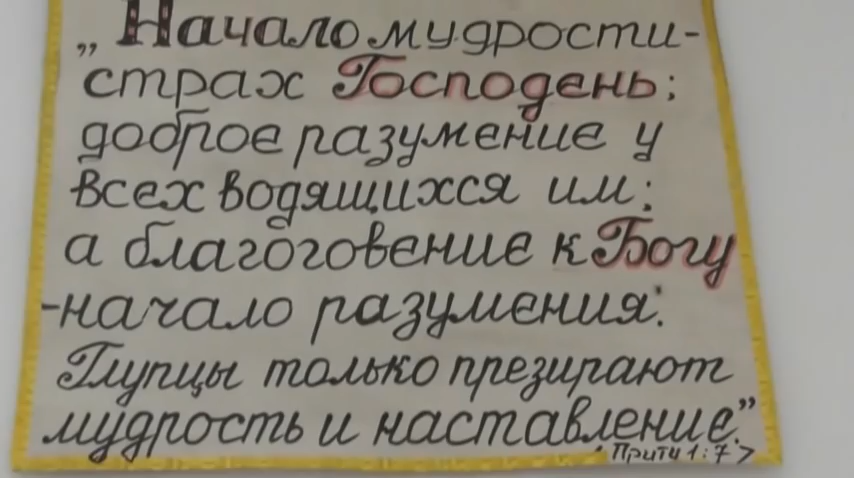 „Начало мудрости-
страх Господень;
доброе разумение у
всех водящихся им;
а благоговение к Богу
-начало разумения.
Глупцы только презирают
мудрость и наставление."
Притч 1:7>